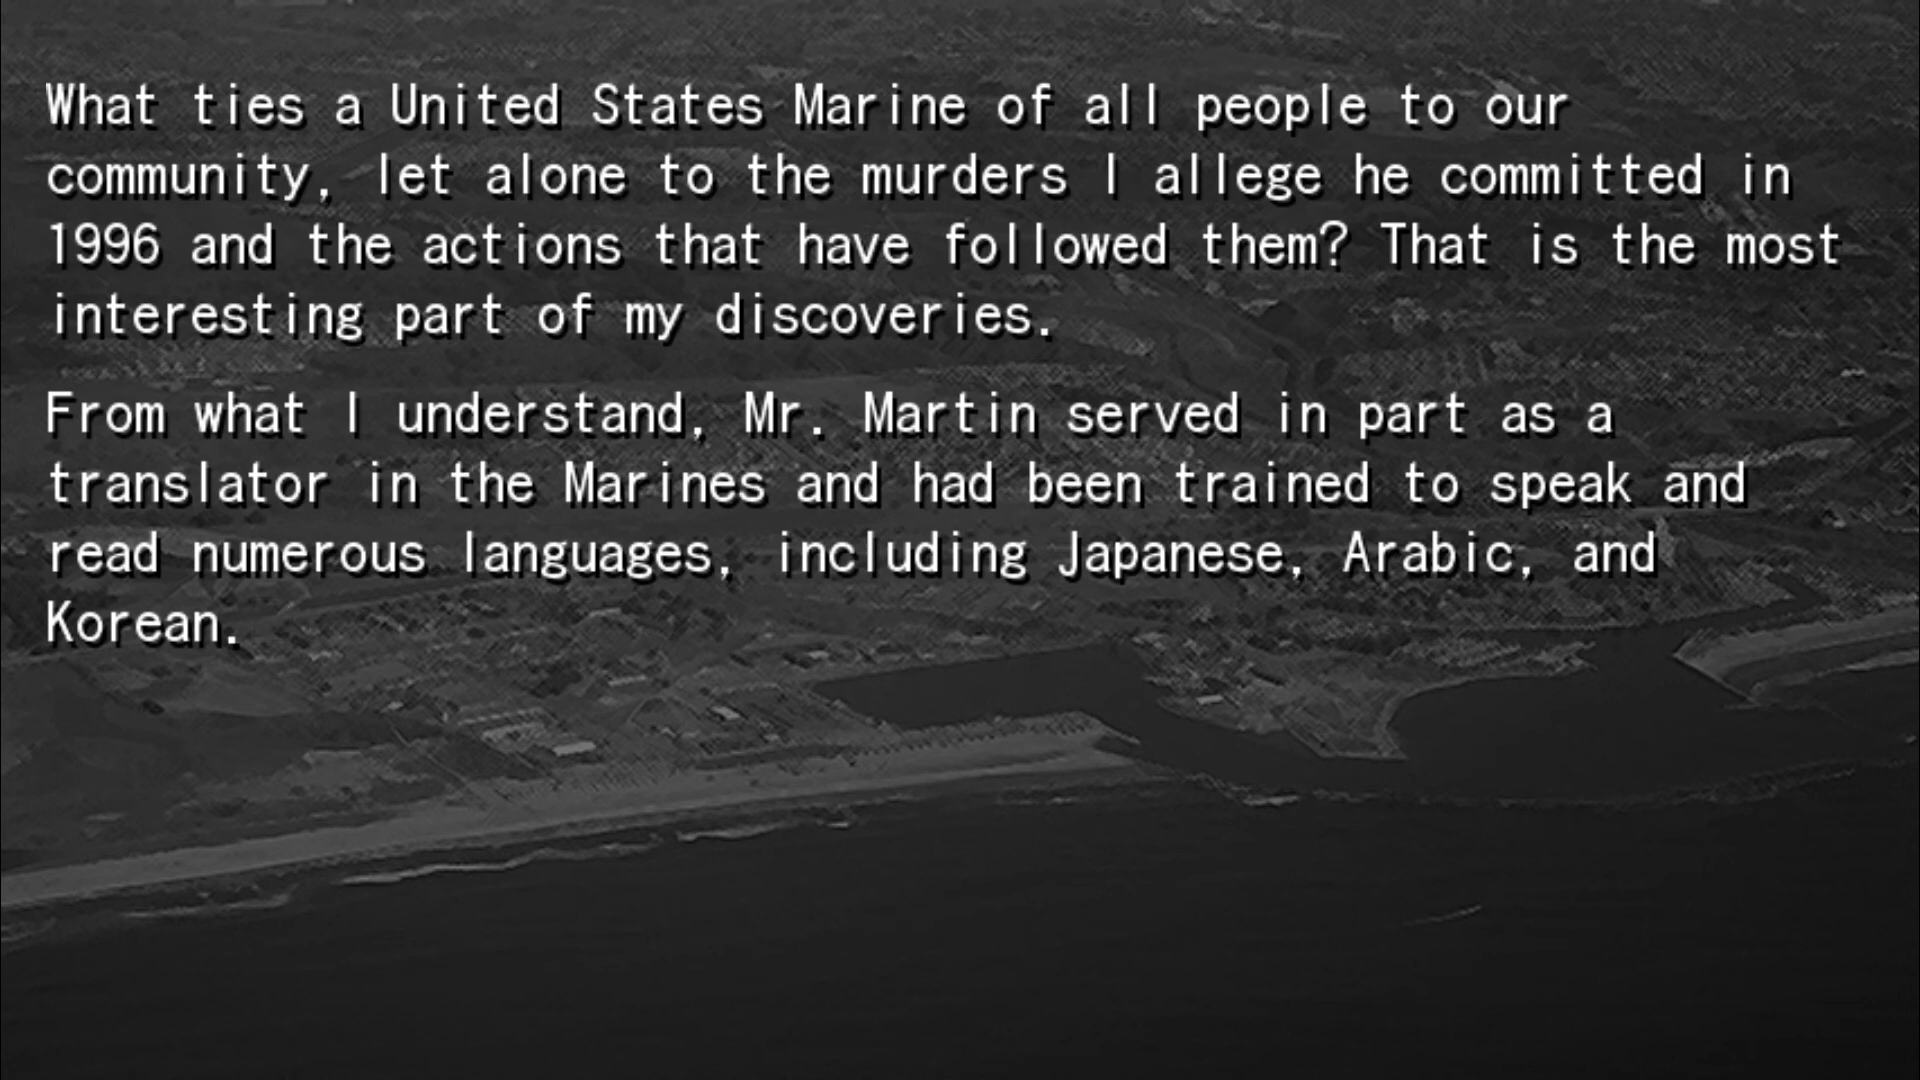 What ties a United States Marine of all people to our
community, let alone to the murders I allege he committed in
1996 and the actions that have followed them? That is the most
interesting part of my discoveries.
From what I understand, Mr. Martin served in part as a
translator in the Marines and had been trained to speak and
read numerous languages, including Japanese, Arabic, and
Korean.